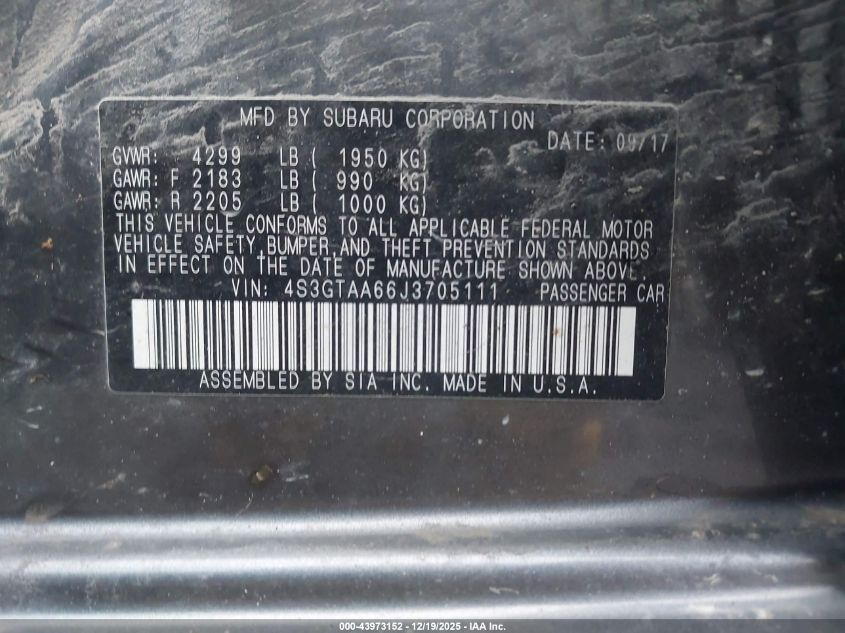 MFD BY SUBARU CORPORATION
DATE: 09/17
GVWR: 4299 LB ( 1950 KG)
GAWR: F 2183 LB ( 990 KG)
GAWR: R 2205 LB ( 1000 KG)
THIS VEHICLE CONFORMS TO ALL APPLICABLE FEDERAL MOTOR
VEHICLE SAFETY,BUMPER,AND THEFT PREVENTION STANDARDS
IN EFFECT ON THE DATE OF MANUFACTURE SHOWN ABOVE.
VIN: 4S3GTAA66J3705111 PASSENGER CAR
ASSEMBLED BY SIA INC. MADE IN U.S.A.
000-43973152 - 12/19/2025 - IAA Inc.